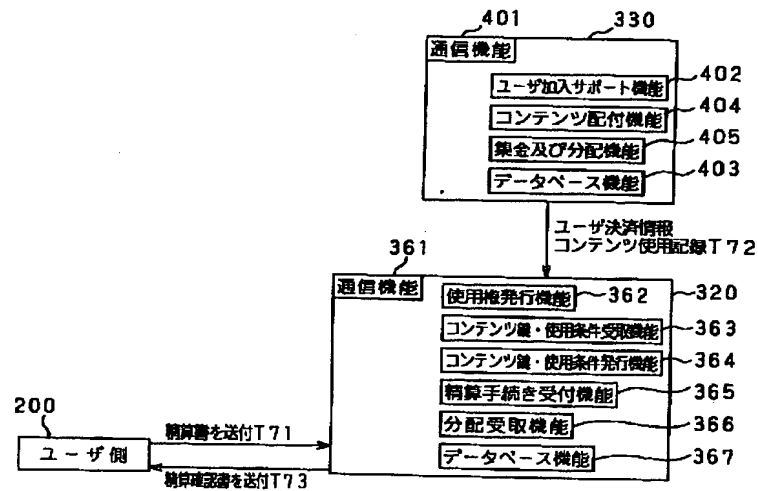 401
330
通信機能
ユーザ加入サポート機能
402
コンテンツ配付機能
404
集金及び分配機能
405
データベース機能
403
ユーザ決済情報
コンテンツ使用記録T72
361
通信機能
使用権発行機能
362
320
コンテンツ鍵・使用条件受取機能
363
コンテンツ鍵・使用条件発行機能
364
精算手続き受付機能
365
分配受取機能
366
データベース機能
367
200
ユーザ側
精算書を送付T71
精算確認書を送付T73